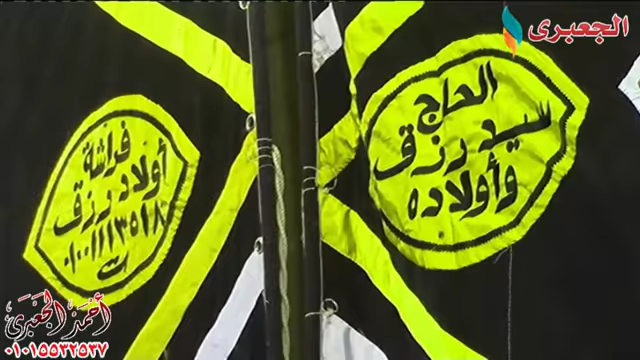 الجعبرى
الحاج
سيد رزق
وأولاده
فراشة
أولاد رزق
٠١٠٠١١١٣٥١٨
ت
أحمد الجعبرى
٠١٠١٥٥٣٢٥٣٧